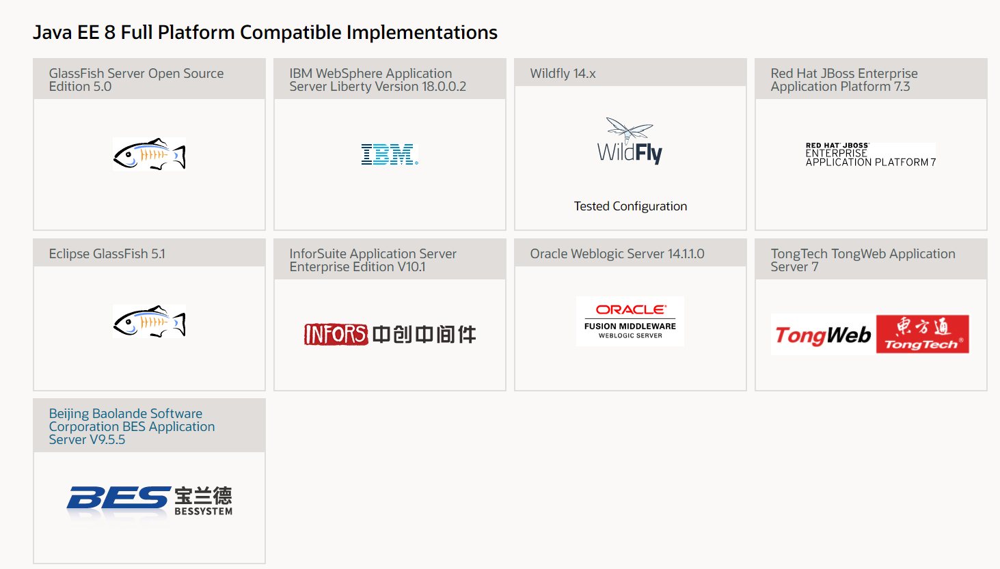 Java EE 8 Full Platform Compatible Implementations
GlassFish Server Open Source
Edition 5.0
IBM WebSphere Application
Server Liberty Version 18.0.0.2
IBM®
Wildfly 14.x
WildFly
Tested Configuration
Red Hat JBoss Enterprise
Application Platform 7.3
RED HAT® JBOSS®
ENTERPRISE
APPLICATION PLATFORM 7
Eclipse GlassFish 5.1
InforSuite Application Server
Enterprise Edition V10.1
INFORS 中创中间件
Oracle Weblogic Server 14.1.1.0
ORACLE®
FUSION MIDDLEWARE
WEBLOGIC SERVER
TongTech TongWeb Application
Server 7
TongWeb
東方通
TongTech®
Beijing Baolande Software
Corporation BES Application
Server V9.5.5
BES 宝兰德
BESSYSTEM